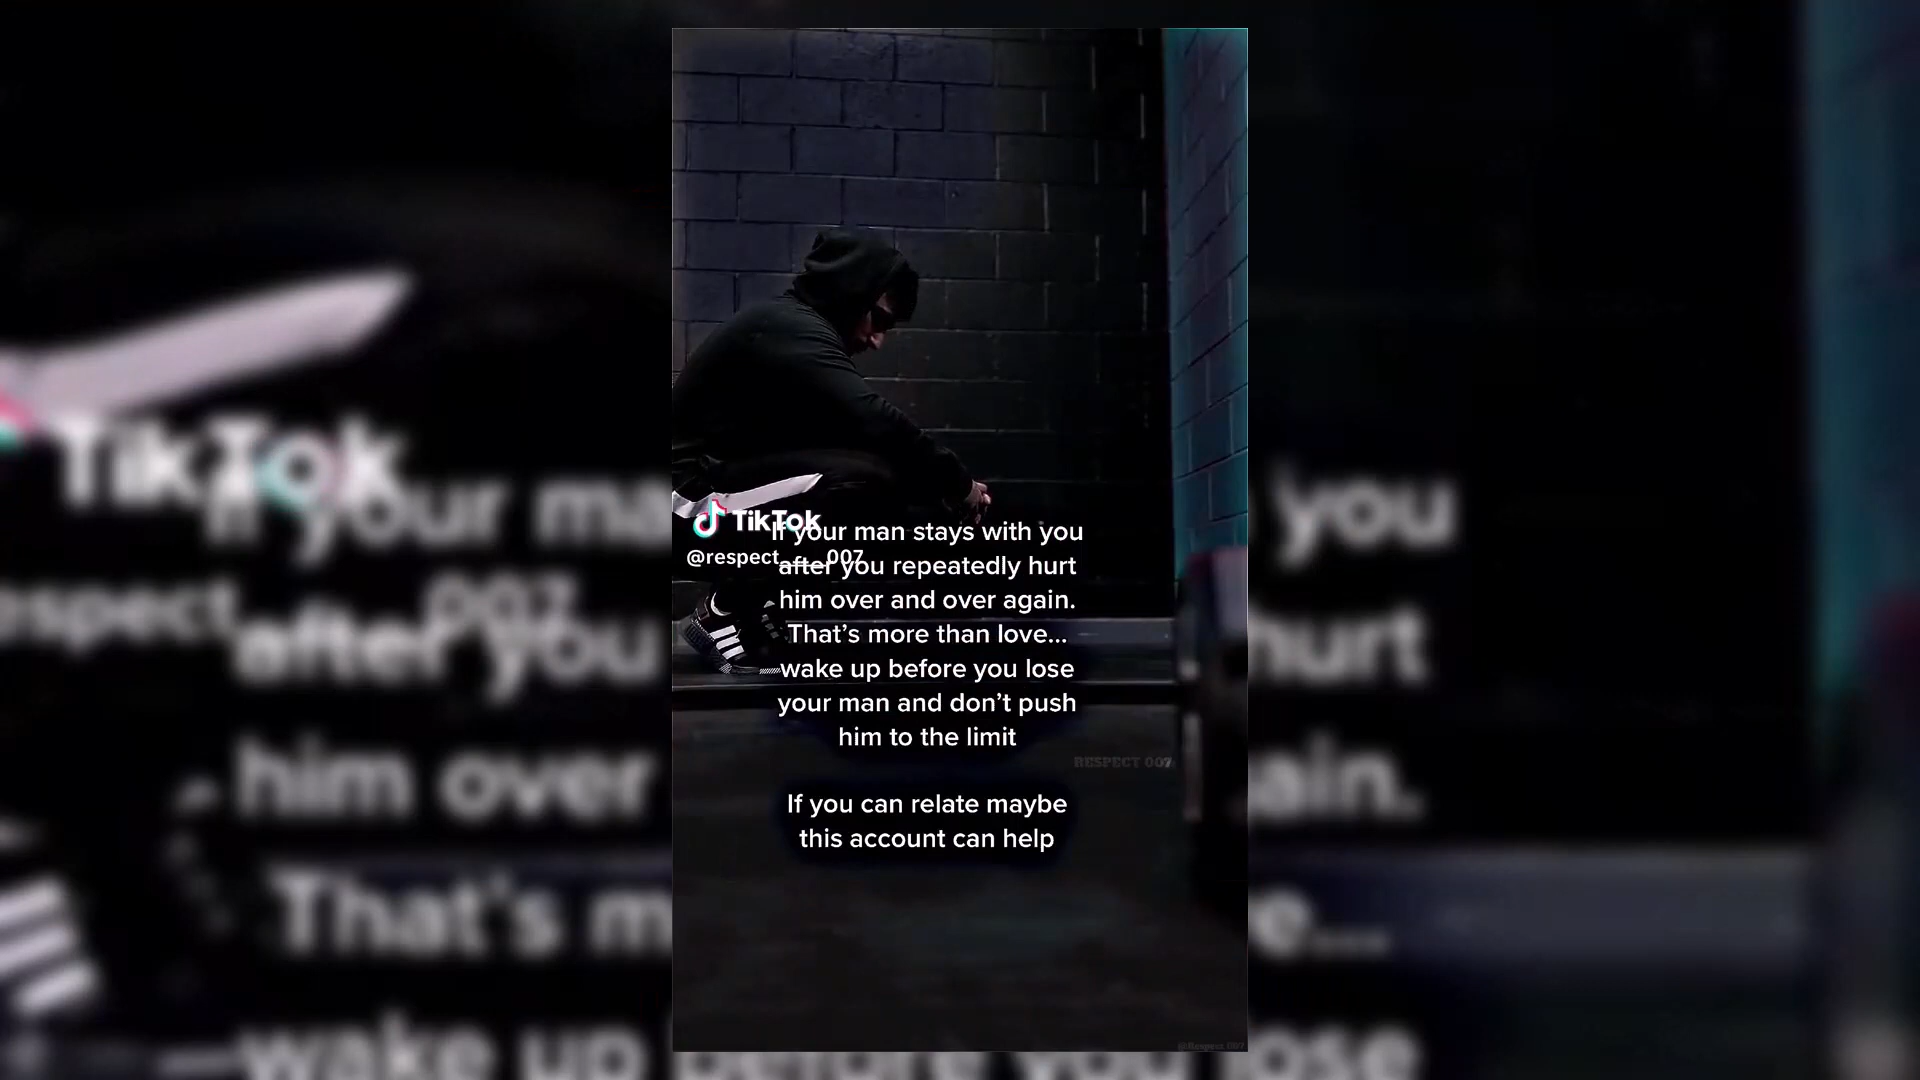 TikTok
@respect____007
If your man stays with you
after you repeatedly hurt
him over and over again.
That’s more than love...
wake up before you lose
your man and don’t push
him to the limit
RESPECT 007
If you can relate maybe
this account can help
@Respect_007